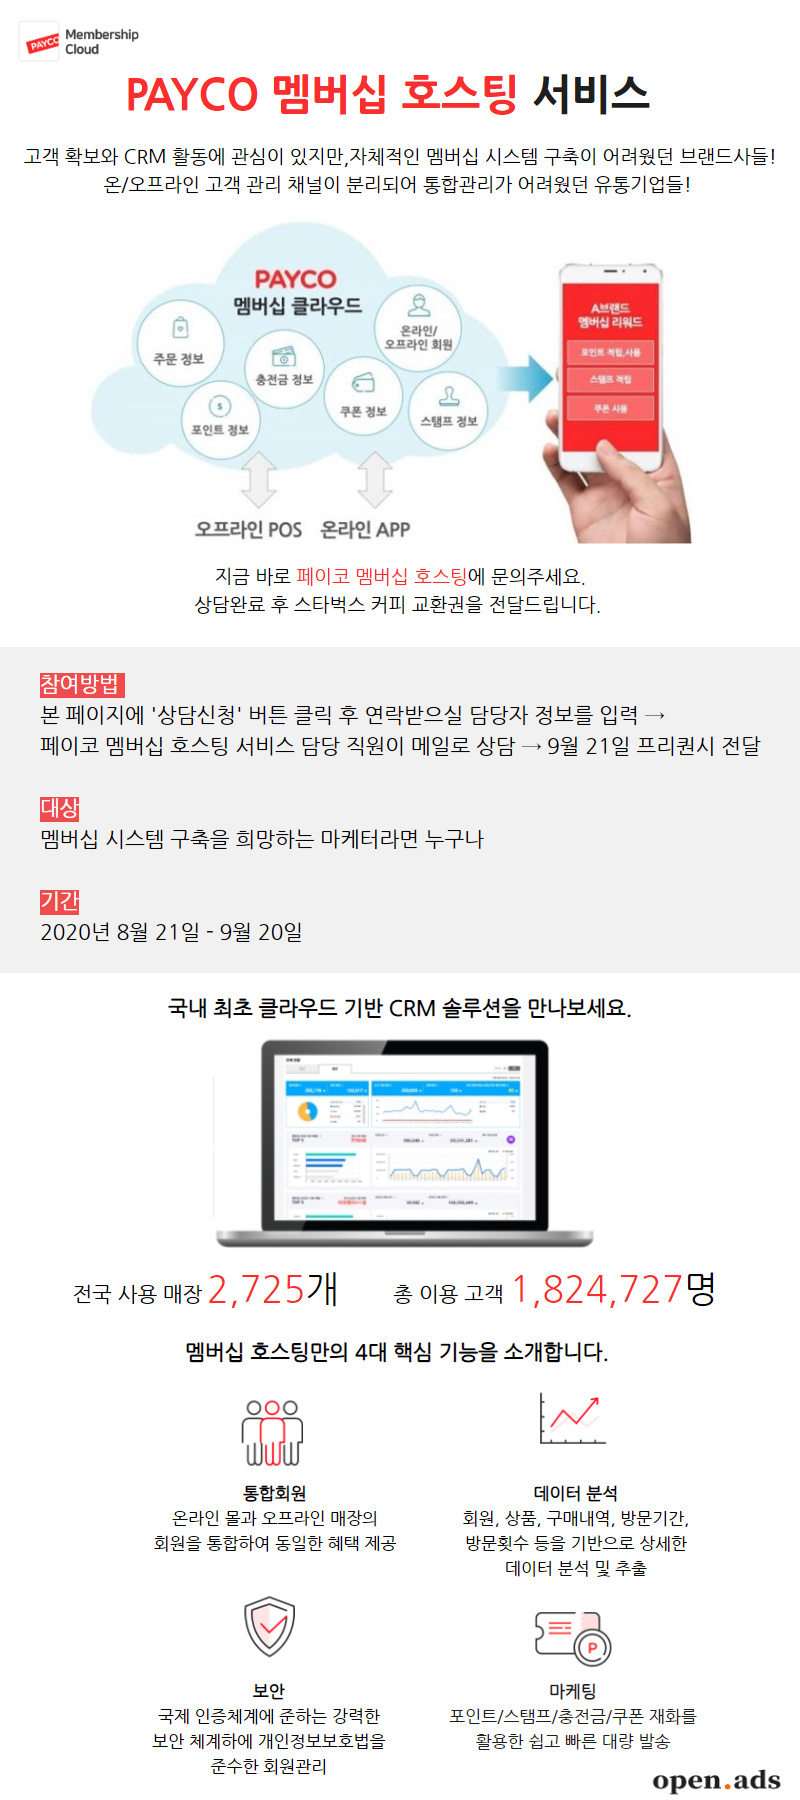 PAYCO
Membership
Cloud
PAYCO 멤버십 호스팅 서비스
고객 확보와 CRM 활동에 관심이 있지만,자체적인 멤버십 시스템 구축이 어려웠던 브랜드사들!
온/오프라인 고객 관리 채널이 분리되어 통합관리가 어려웠던 유통기업들!
PAYCO
멤버십 클라우드
주문 정보
충전금 정보
온라인/
오프라인 회원
포인트 정보
쿠폰 정보
스탬프 정보
A브랜드
멤버십 리워드
포인트 적립,사용
스탬프 적립
쿠폰 사용
오프라인 POS 온라인 APP
지금 바로 페이코 멤버십 호스팅에 문의주세요.
상담완료 후 스타벅스 커피 교환권을 전달드립니다.
참여방법
본 페이지에 '상담신청' 버튼 클릭 후 연락받으실 담당자 정보를 입력 →
페이코 멤버십 호스팅 서비스 담당 직원이 메일로 상담 → 9월 21일 프리퀀시 전달
대상
멤버십 시스템 구축을 희망하는 마케터라면 누구나
기간
2020년 8월 21일 - 9월 20일
국내 최초 클라우드 기반 CRM 솔루션을 만나보세요.
전국 사용 매장 2,725개 총 이용 고객 1,824,727명
멤버십 호스팅만의 4대 핵심 기능을 소개합니다.
통합회원
온라인 몰과 오프라인 매장의
회원을 통합하여 동일한 혜택 제공
데이터 분석
회원, 상품, 구매내역, 방문기간,
방문횟수 등을 기반으로 상세한
데이터 분석 및 추출
보안
국제 인증체계에 준하는 강력한
보안 체계하에 개인정보보호법을
준수한 회원관리
P
마케팅
포인트/스탬프/충전금/쿠폰 재화를
활용한 쉽고 빠른 대량 발송
open.ads